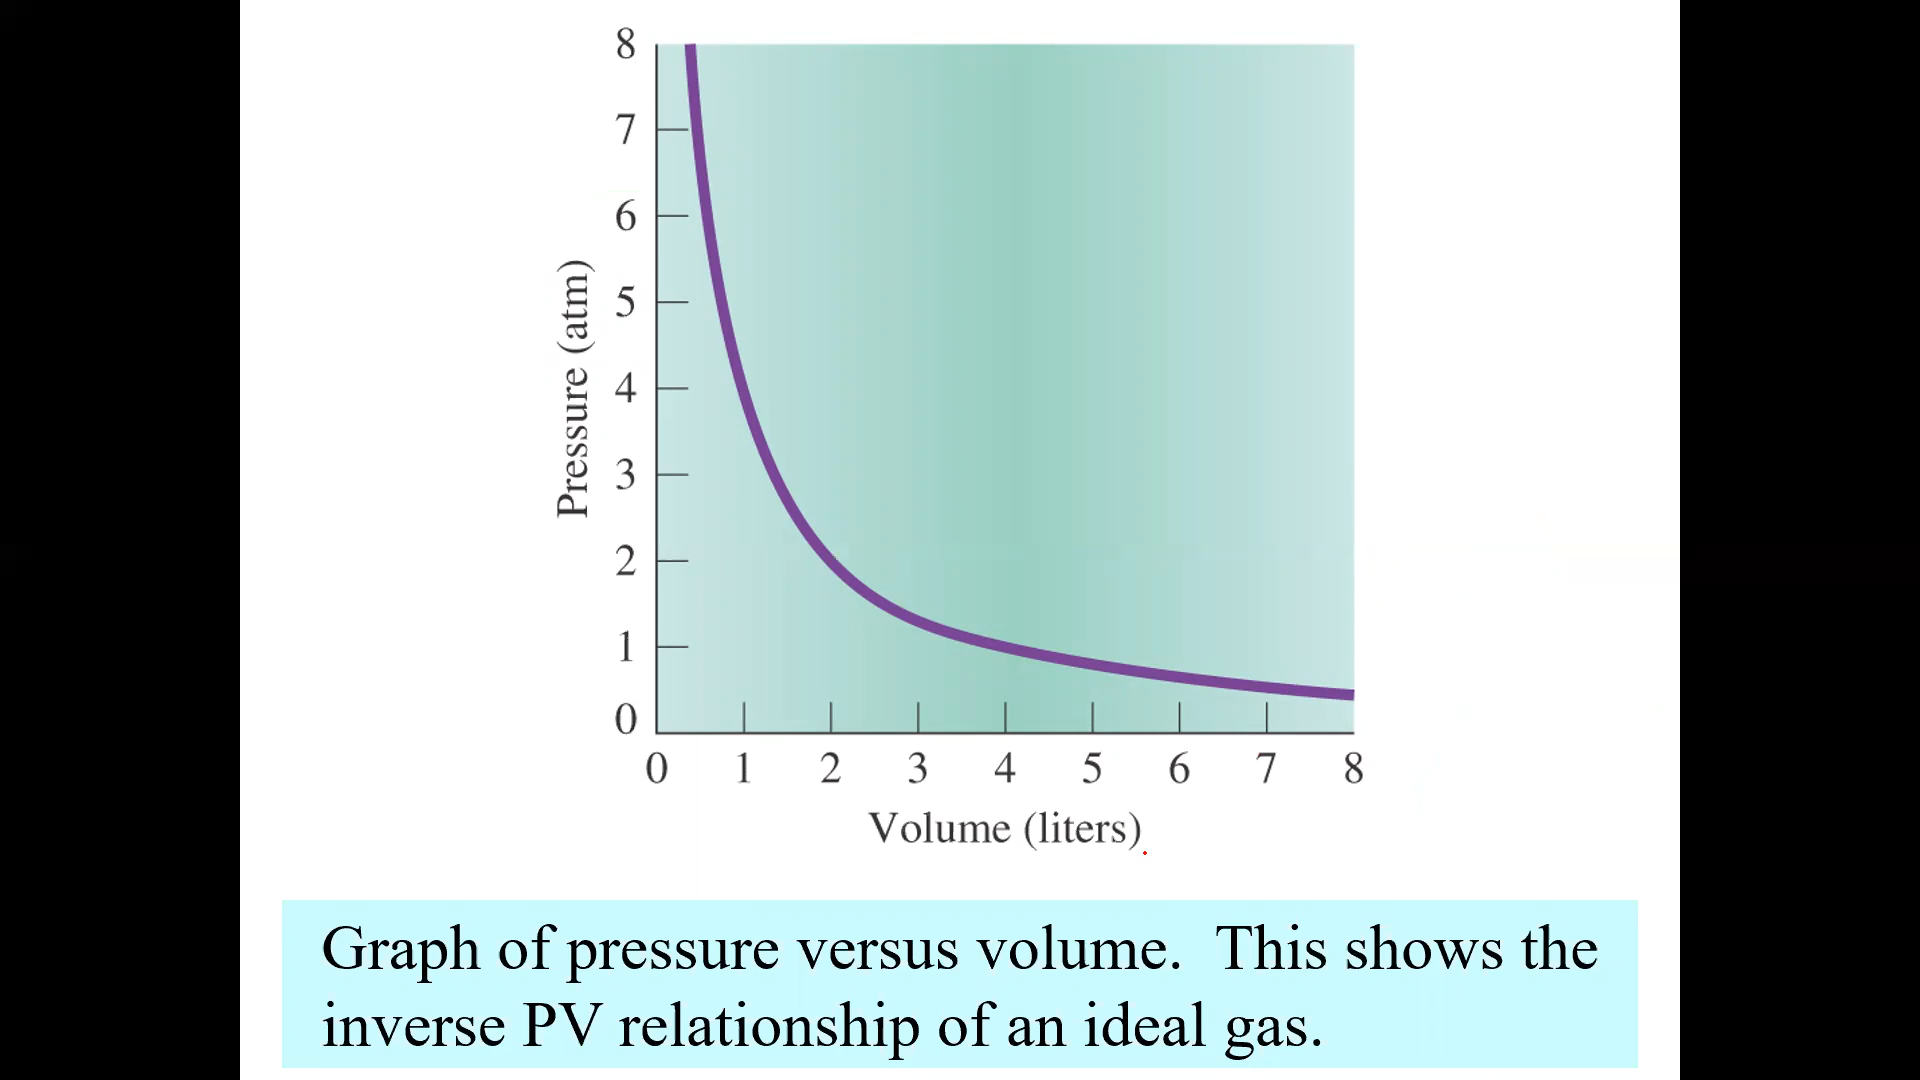 8
7
6
5
4
3
2
1
0
Pressure (atm)
0 1 2 3 4 5 6 7 8
Volume (liters)
Graph of pressure versus volume.  This shows the
inverse PV relationship of an ideal gas.